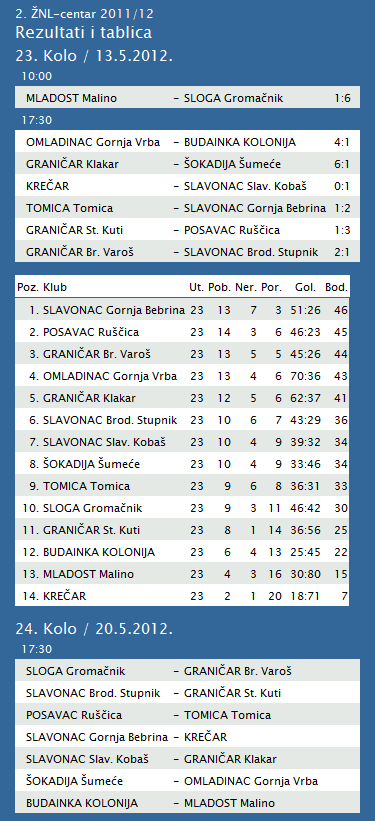 2. ŽNL-centar 2011/12
Rezultati i tablica
23. Kolo / 13.5.2012.
10:00
MLADOST Malino - SLOGA Gromačnik 1:6
17:30
OMLADINAC Gornja Vrba - BUDAINKA KOLONIJA 4:1
GRANIČAR Klakar - ŠOKADIJA Šumeće 6:1
KREČAR - SLAVONAC Slav. Kobaš 0:1
TOMICA Tomica - SLAVONAC Gornja Bebrina 1:2
GRANIČAR St. Kuti - POSAVAC Ruščica 1:3
GRANIČAR Br. Varoš - SLAVONAC Brod. Stupnik 2:1
Poz. Klub Ut. Pob. Ner. Por. Gol. Bod.
1. SLAVONAC Gornja Bebrina 23 13 7 3 51:26 46
2. POSAVAC Ruščica 23 14 3 6 46:23 45
3. GRANIČAR Br. Varoš 23 13 5 5 45:26 44
4. OMLADINAC Gornja Vrba 23 13 4 6 70:36 43
5. GRANIČAR Klakar 23 12 5 6 62:37 41
6. SLAVONAC Brod. Stupnik 23 10 6 7 43:29 36
7. SLAVONAC Slav. Kobaš 23 10 4 9 39:32 34
8. ŠOKADIJA Šumeće 23 10 4 9 33:46 34
9. TOMICA Tomica 23 9 6 8 36:31 33
10. SLOGA Gromačnik 23 9 3 11 46:42 30
11. GRANIČAR St. Kuti 23 8 1 14 36:56 25
12. BUDAINKA KOLONIJA 23 6 4 13 25:45 22
13. MLADOST Malino 23 4 3 16 30:80 15
14. KREČAR 23 2 1 20 18:71 7
24. Kolo / 20.5.2012.
17:30
SLOGA Gromačnik - GRANIČAR Br. Varoš
SLAVONAC Brod. Stupnik - GRANIČAR St. Kuti
POSAVAC Ruščica - TOMICA Tomica
SLAVONAC Gornja Bebrina - KREČAR
SLAVONAC Slav. Kobaš - GRANIČAR Klakar
ŠOKADIJA Šumeće - OMLADINAC Gornja Vrba
BUDAINKA KOLONIJA - MLADOST Malino